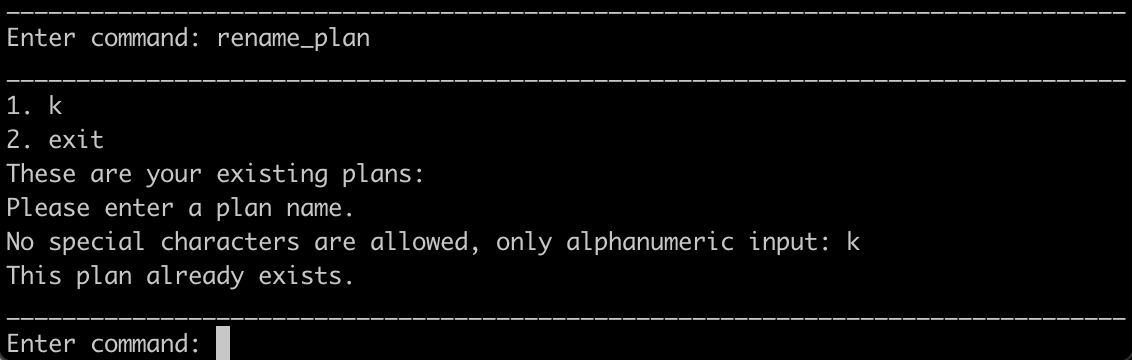 ________________________________________________________________________________
Enter command: rename_plan
________________________________________________________________________________
1. k
2. exit
These are your existing plans:
Please enter a plan name.
No special characters are allowed, only alphanumeric input: k
This plan already exists.
________________________________________________________________________________
Enter command: